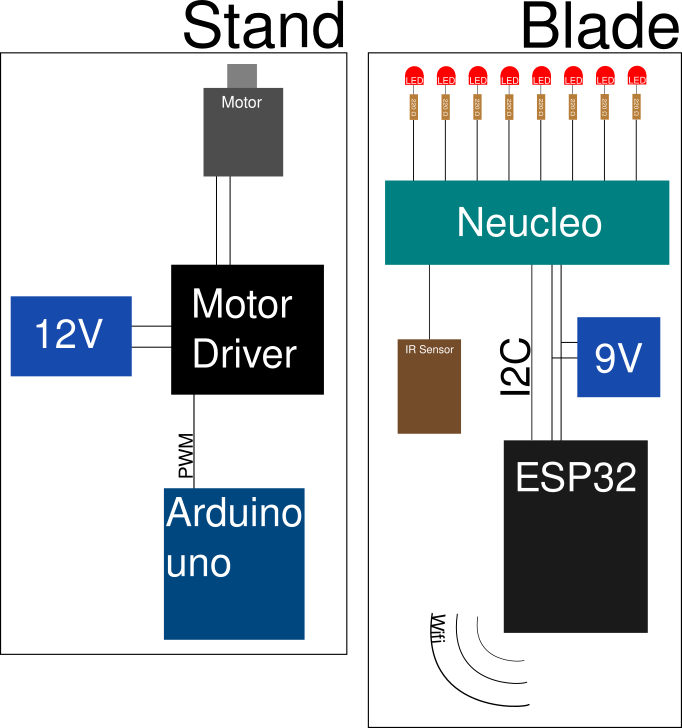 Stand
Motor
12V
Motor
Driver
PWM
Arduino
uno
Blade
LED LED LED LED LED LED LED LED
220 Ω 220 Ω 220 Ω 220 Ω 220 Ω 220 Ω 220 Ω 220 Ω
Neucleo
IR Sensor
I2C
9V
ESP32
Wifi